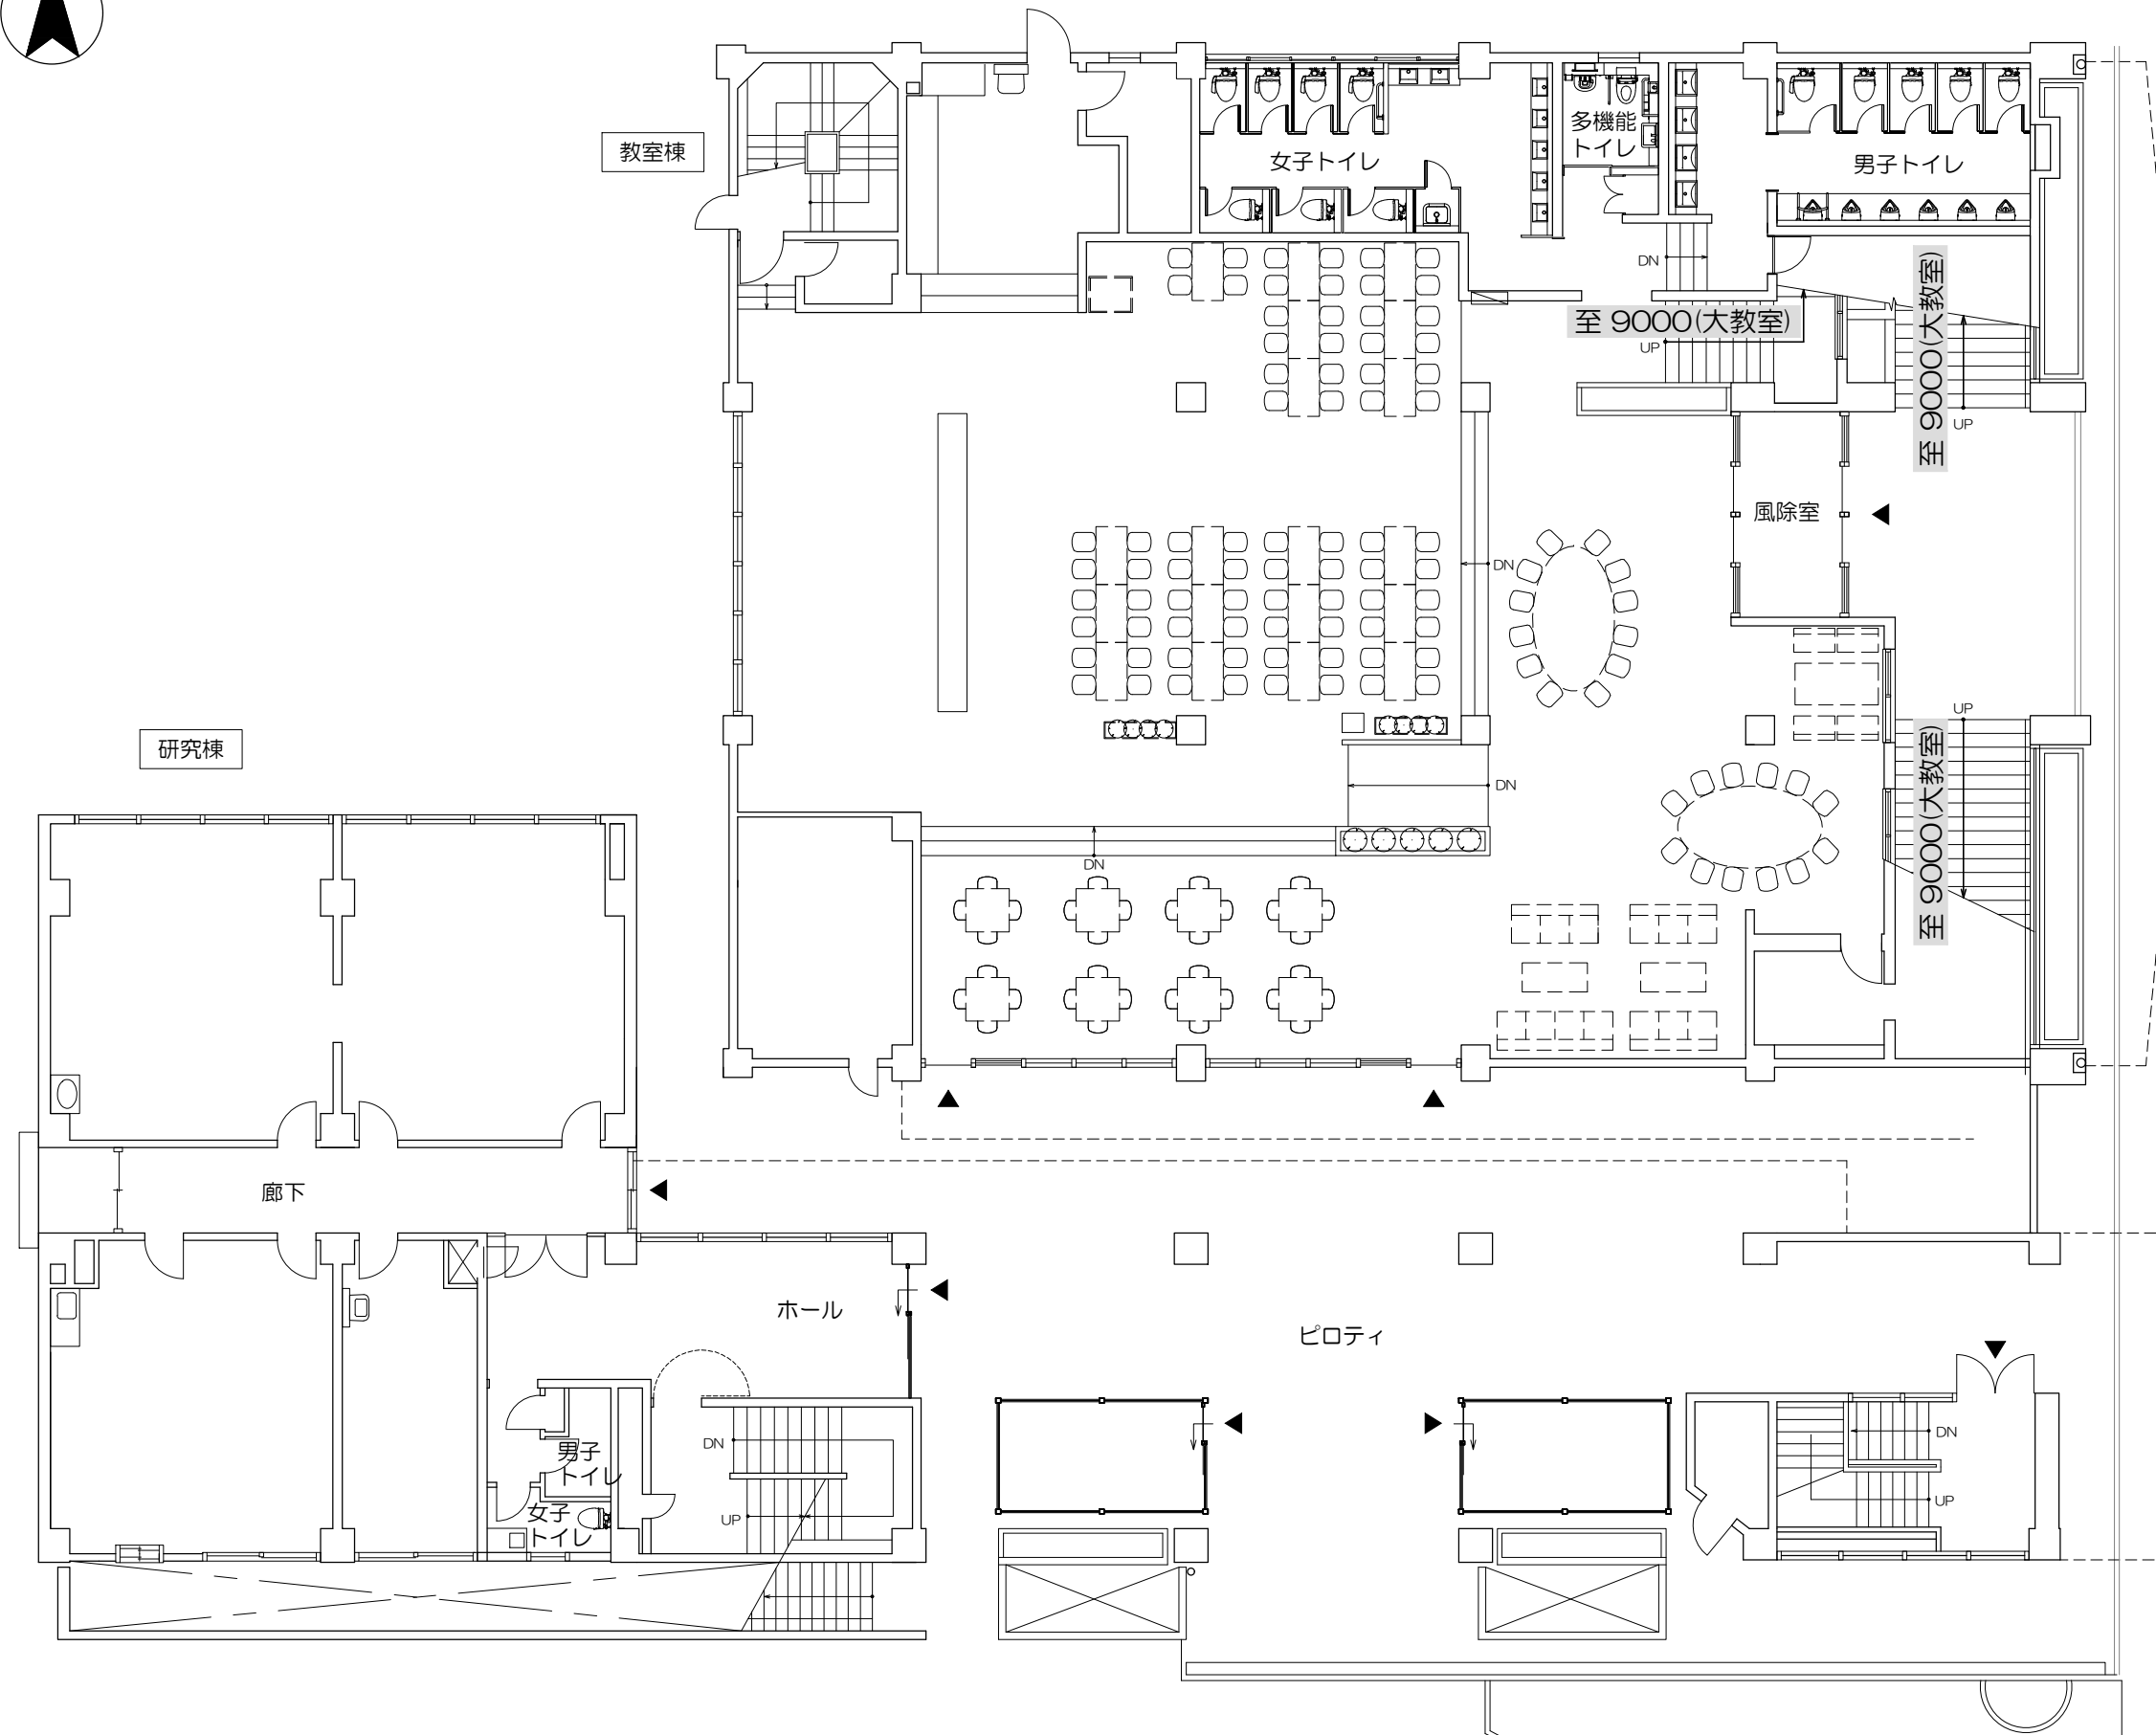 教室棟
女子トイレ
多機能
トイレ
男子トイレ
DN
至 9000(大教室)
UP
至 9000(大教室)
UP
風除室
DN
研究棟
UP
至 9000(大教室)
DN
DN
廊下
ホール
ピロティ
DN
男子
トイレ
UP
女子
トイレ
DN
UP